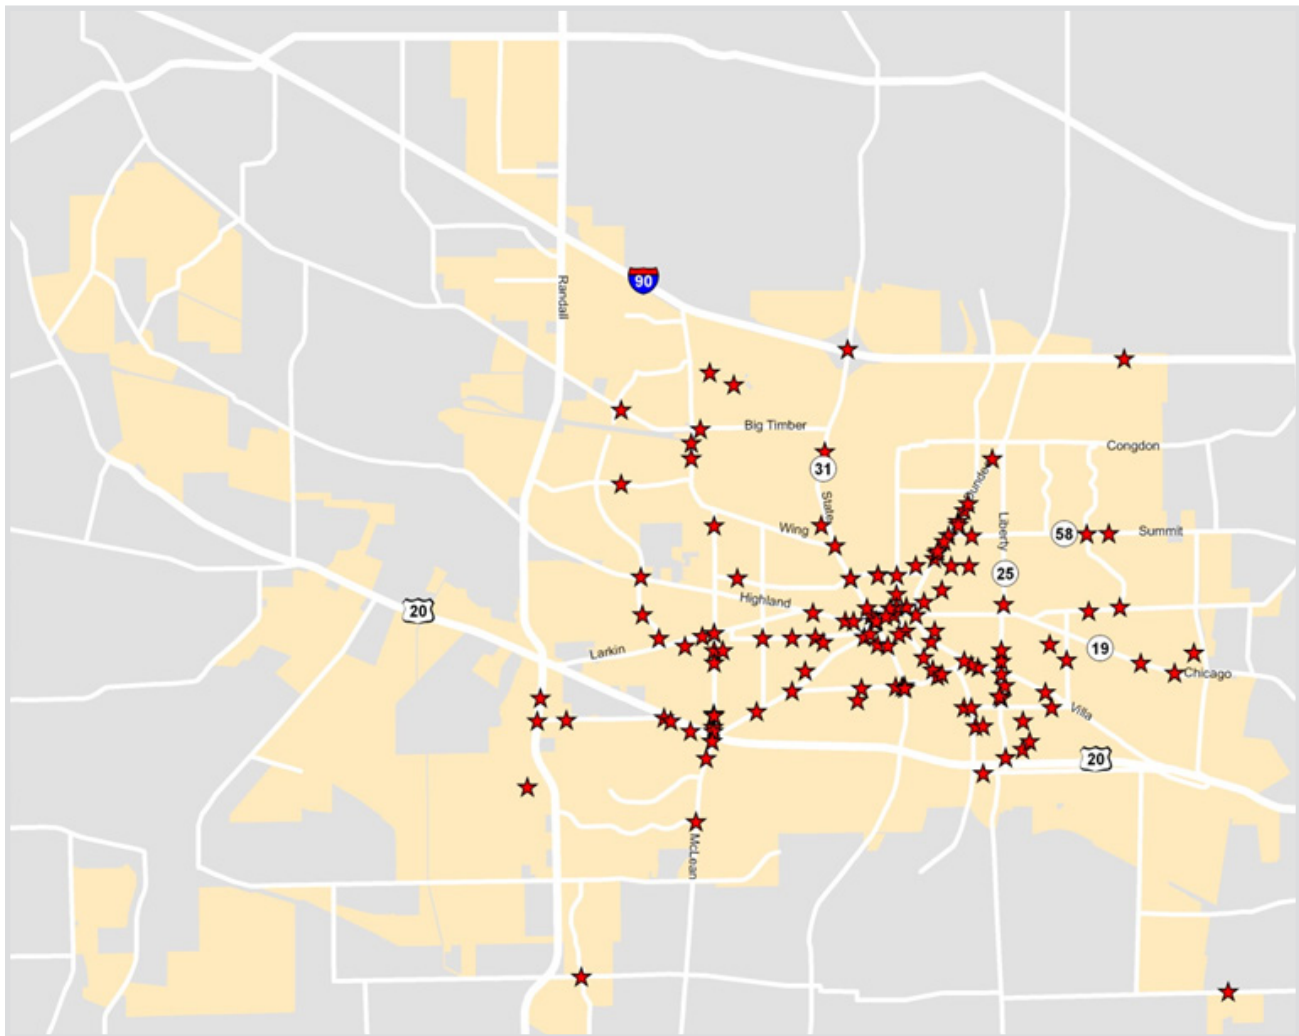 Randall
90
Big Timber
Congdon
31
Dundee
State
Wing
Liberty
58
Summit
25
20
Highland
Larkin
19
Chicago
Villa
20
McLean